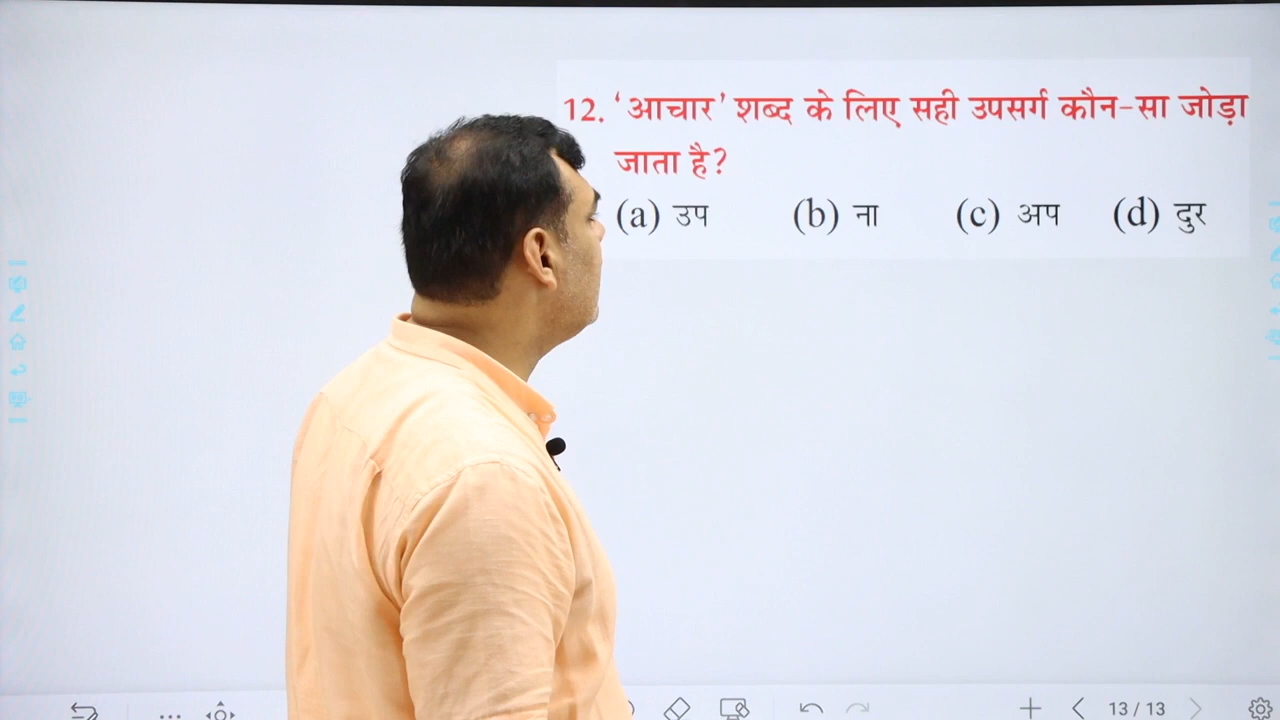 12. ‘आचार’ शब्द के लिए सही उपसर्ग कौन-सा जोड़ा
जाता है?
(a) उप (b) ना (c) अप (d) दुर
13 / 13